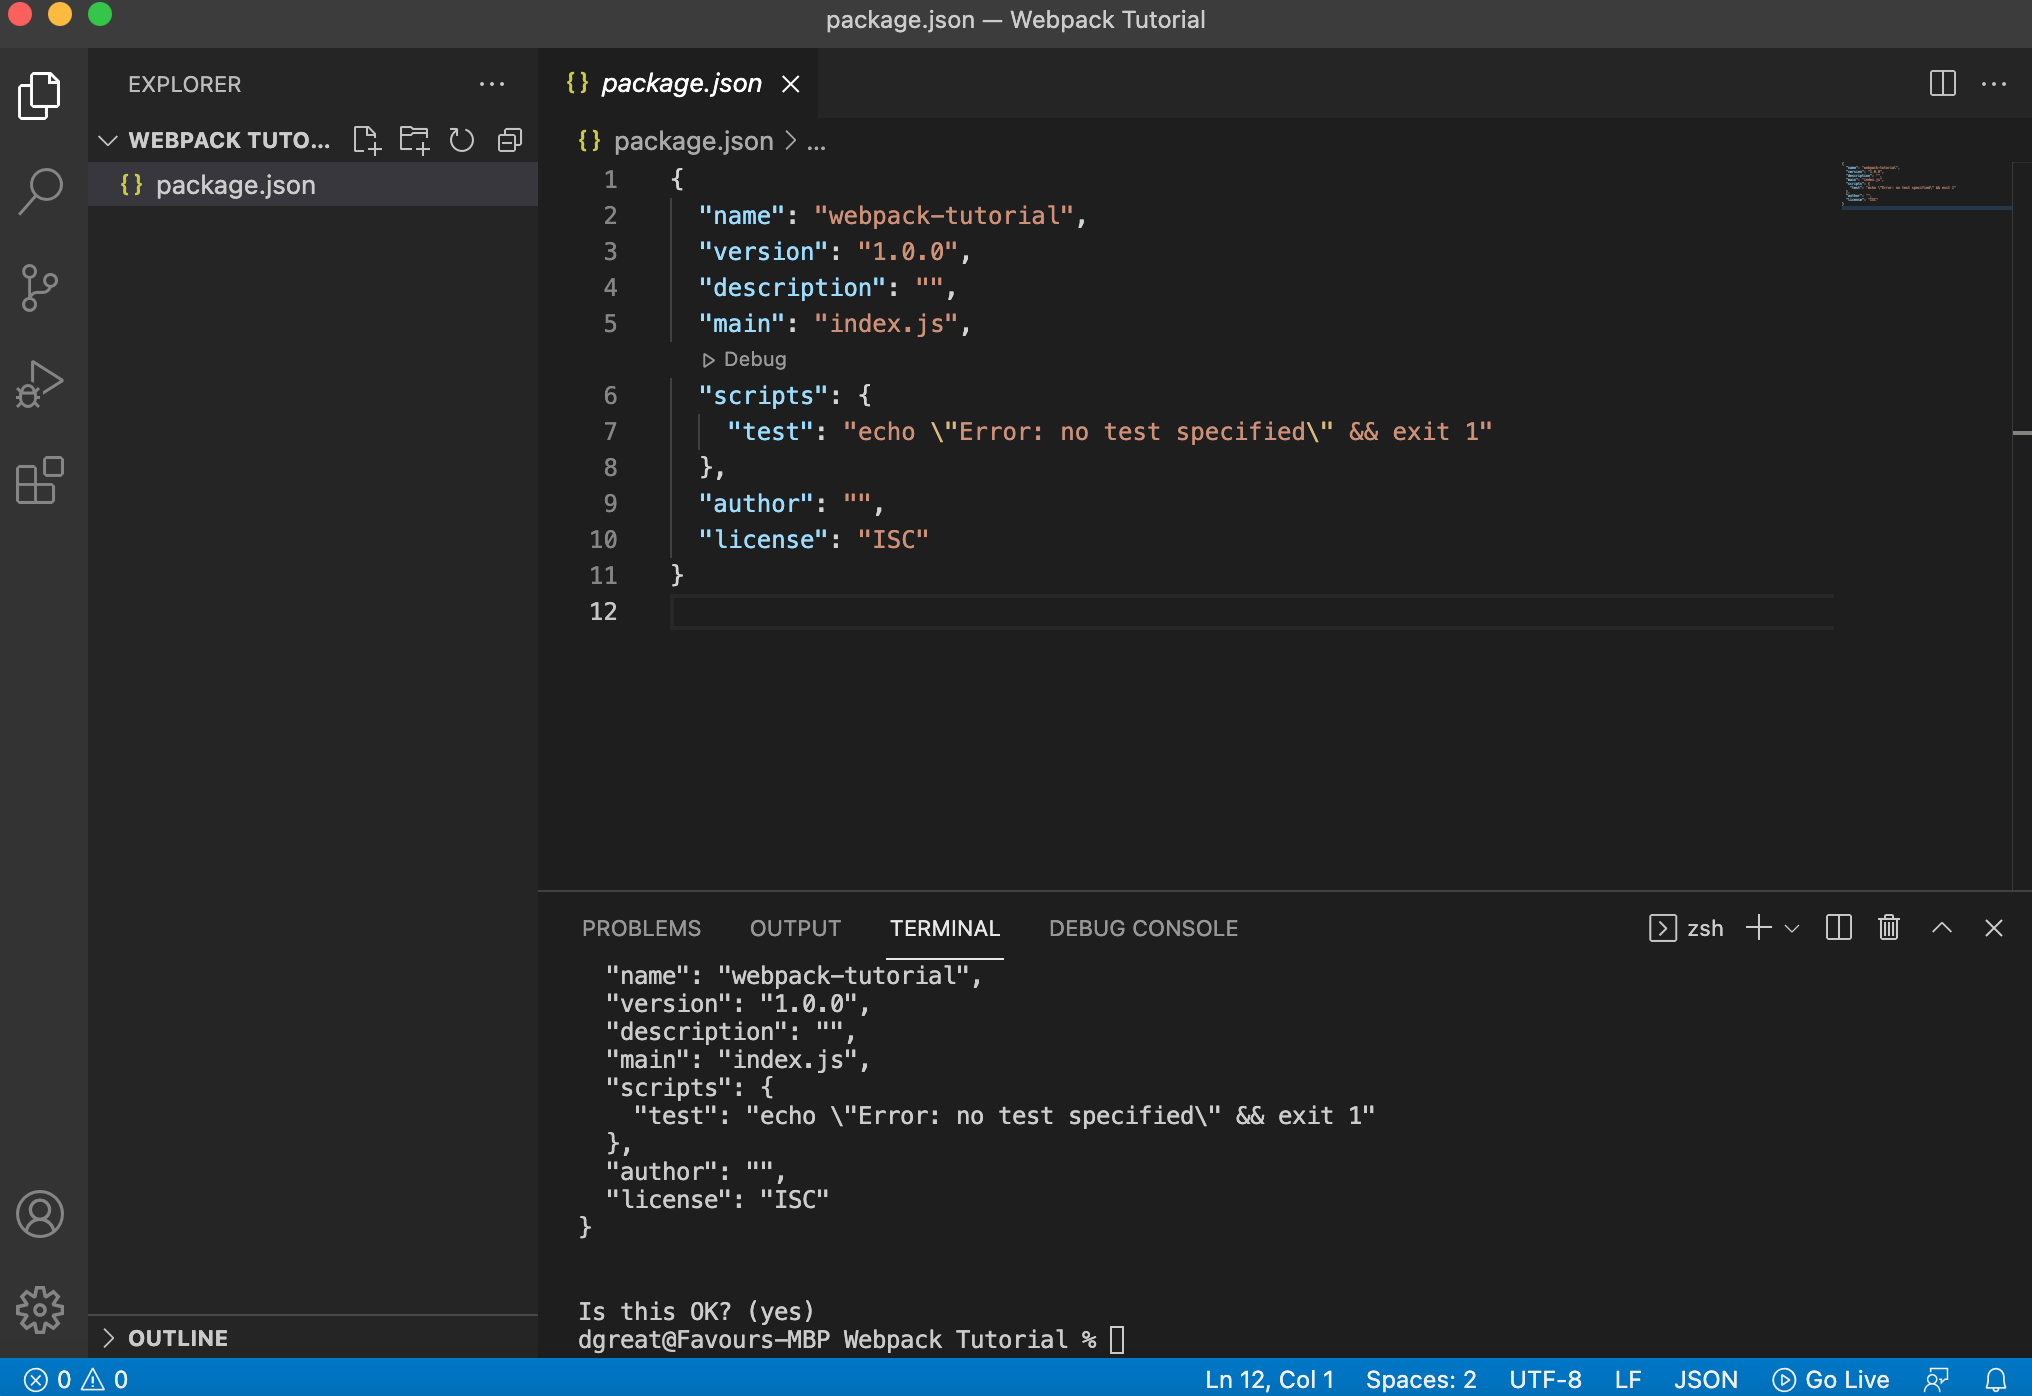 package.json — Webpack Tutorial
EXPLORER
WEBPACK TUTO...
package.json
package.json
package.json > ...
1 {
2 "name": "webpack-tutorial",
3 "version": "1.0.0",
4 "description": "",
5 "main": "index.js",
Debug
6 "scripts": {
7 "test": "echo \"Error: no test specified\" && exit 1"
8 },
9 "author": "",
10 "license": "ISC"
11 }
12
PROBLEMS OUTPUT TERMINAL DEBUG CONSOLE zsh
"name": "webpack-tutorial",
"version": "1.0.0",
"description": "",
"main": "index.js",
"scripts": {
"test": "echo \"Error: no test specified\" && exit 1"
},
"author": "",
"license": "ISC"
}
Is this OK? (yes)
dgreat@Favours-MBP Webpack Tutorial %
OUTLINE
0 0 Ln 12, Col 1 Spaces: 2 UTF-8 LF JSON Go Live